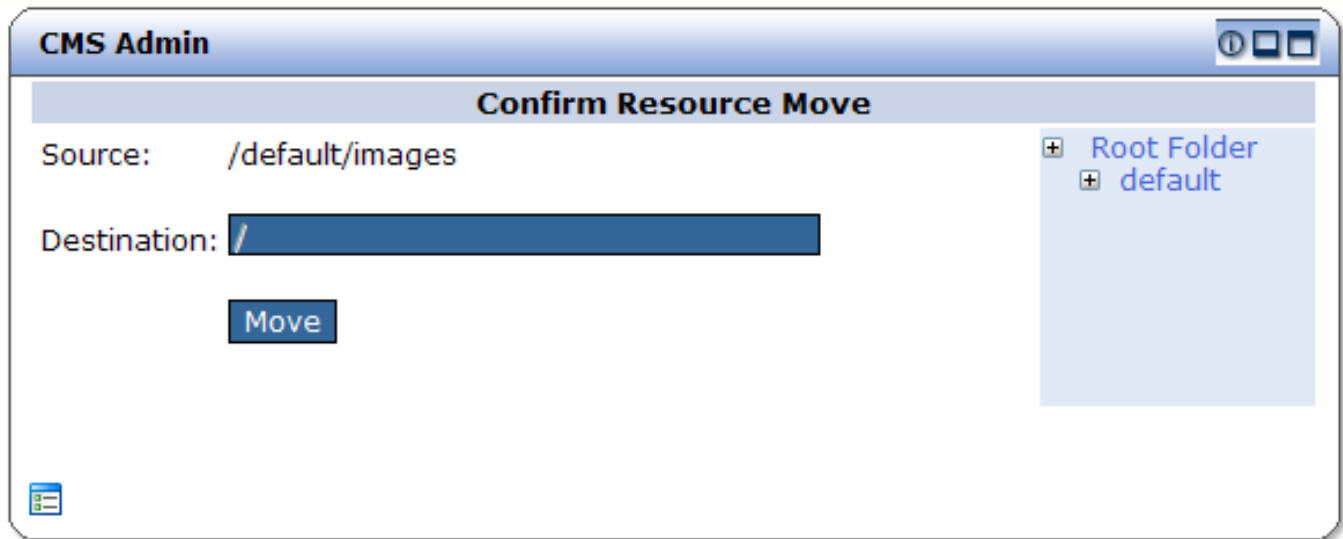 CMS Admin
Confirm Resource Move
Source: /default/images
Root Folder
default
Destination: /
Move